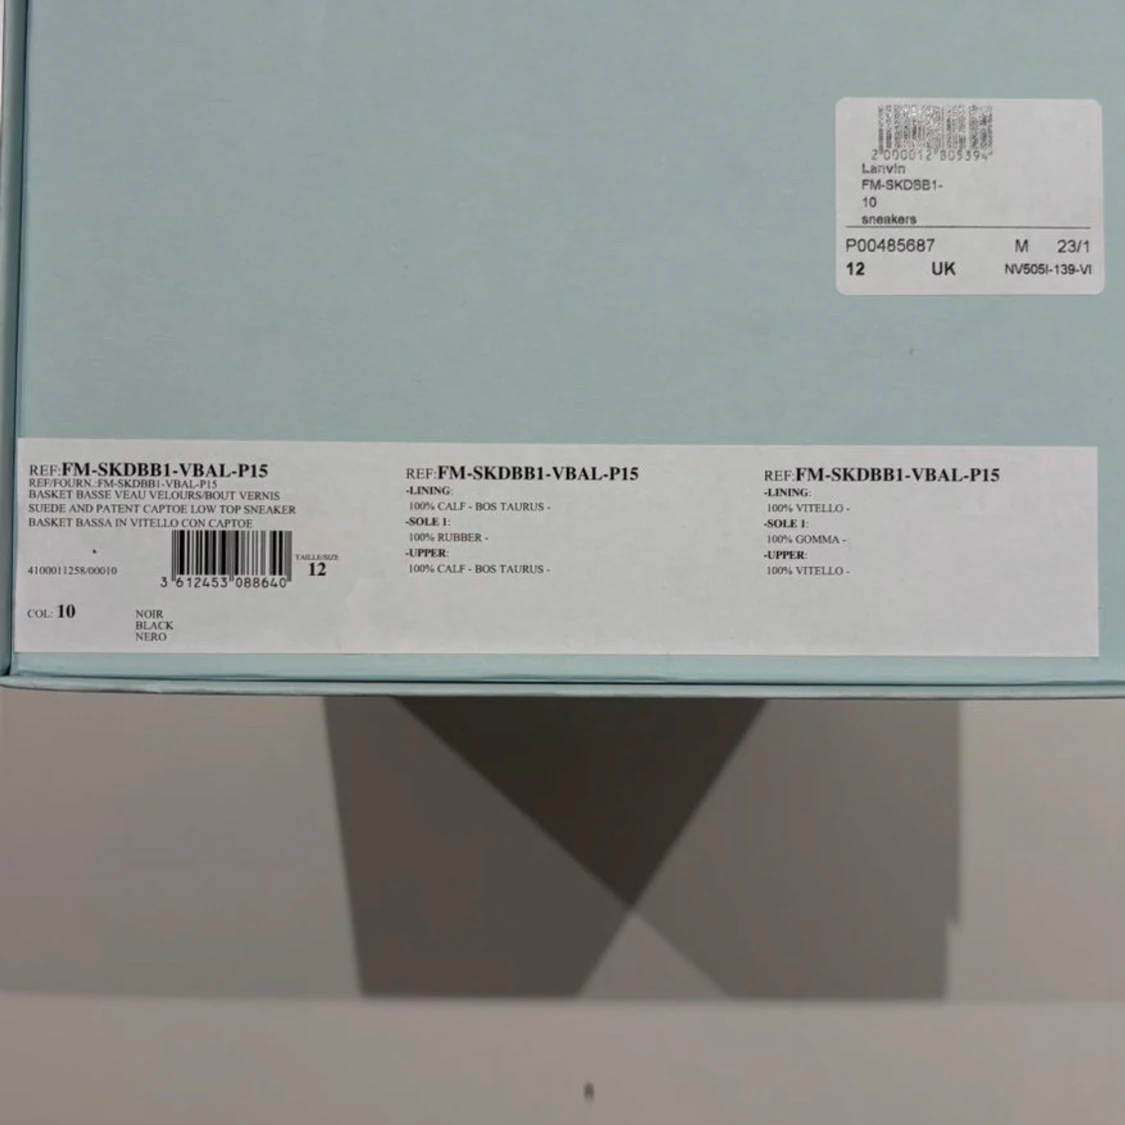 2 000012 805394
Lanvin
FM-SKDBB1-
10
sneakers
P00485687 M 23/1
12 UK NV505I-139-VI
REF:FM-SKDBB1-VBAL-P15
REF/FOURN.:FM-SKDBB1-VBAL-P15
BASKET BASSE VEAU VELOURS/BOUT VERNIS
SUEDE AND PATENT CAPTOE LOW TOP SNEAKER
BASKET BASSA IN VITELLO CON CAPTOE
TAILLE/SIZE
12
4100011258/00010
3 612453 088640
COL: 10
NOIR
BLACK
NERO
REF:FM-SKDBB1-VBAL-P15
-LINING:
100% CALF - BOS TAURUS -
-SOLE 1:
100% RUBBER -
-UPPER:
100% CALF - BOS TAURUS -
REF:FM-SKDBB1-VBAL-P15
-LINING:
100% VITELLO -
-SOLE 1:
100% GOMMA -
-UPPER:
100% VITELLO -